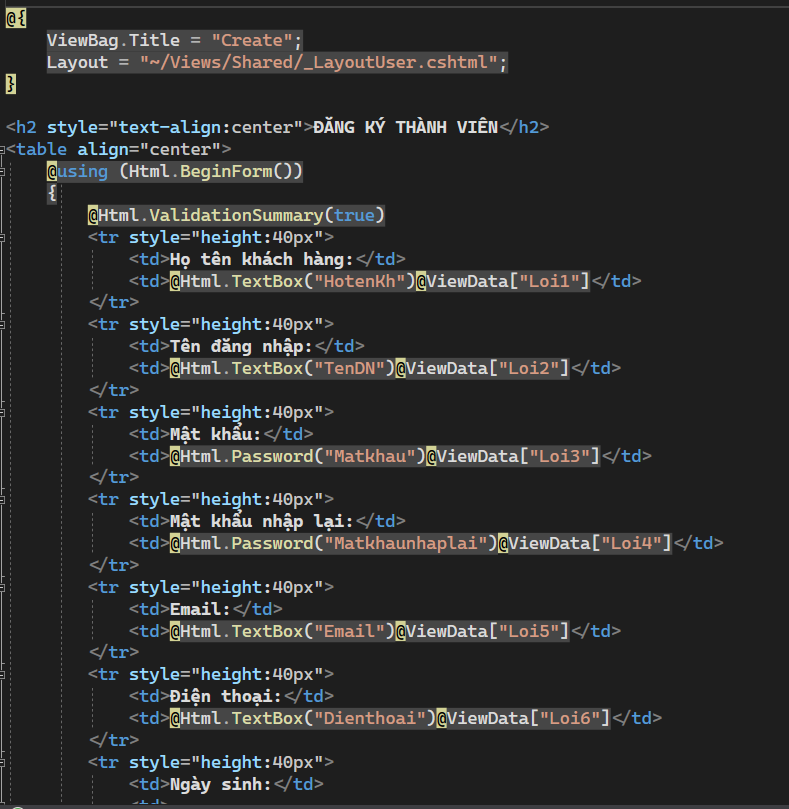 @{
    ViewBag.Title = "Create";
    Layout = "~/Views/Shared/_LayoutUser.cshtml";
}

<h2 style="text-align:center">ĐĂNG KÝ THÀNH VIÊN</h2>
<table align="center">
    @using (Html.BeginForm())
    {
        @Html.ValidationSummary(true)
        <tr style="height:40px">
            <td>Họ tên khách hàng:</td>
            <td>@Html.TextBox("HotenKh")@ViewData["Loi1"]</td>
        </tr>
        <tr style="height:40px">
            <td>Tên đăng nhập:</td>
            <td>@Html.TextBox("TenDN")@ViewData["Loi2"]</td>
        </tr>
        <tr style="height:40px">
            <td>Mật khẩu:</td>
            <td>@Html.Password("Matkhau")@ViewData["Loi3"]</td>
        </tr>
        <tr style="height:40px">
            <td>Mật khẩu nhập lại:</td>
            <td>@Html.Password("Matkhaunhaplai")@ViewData["Loi4"]</td>
        </tr>
        <tr style="height:40px">
            <td>Email:</td>
            <td>@Html.TextBox("Email")@ViewData["Loi5"]</td>
        </tr>
        <tr style="height:40px">
            <td>Điện thoại:</td>
            <td>@Html.TextBox("Dienthoai")@ViewData["Loi6"]</td>
        </tr>
        <tr style="height:40px">
            <td>Ngày sinh:</td>